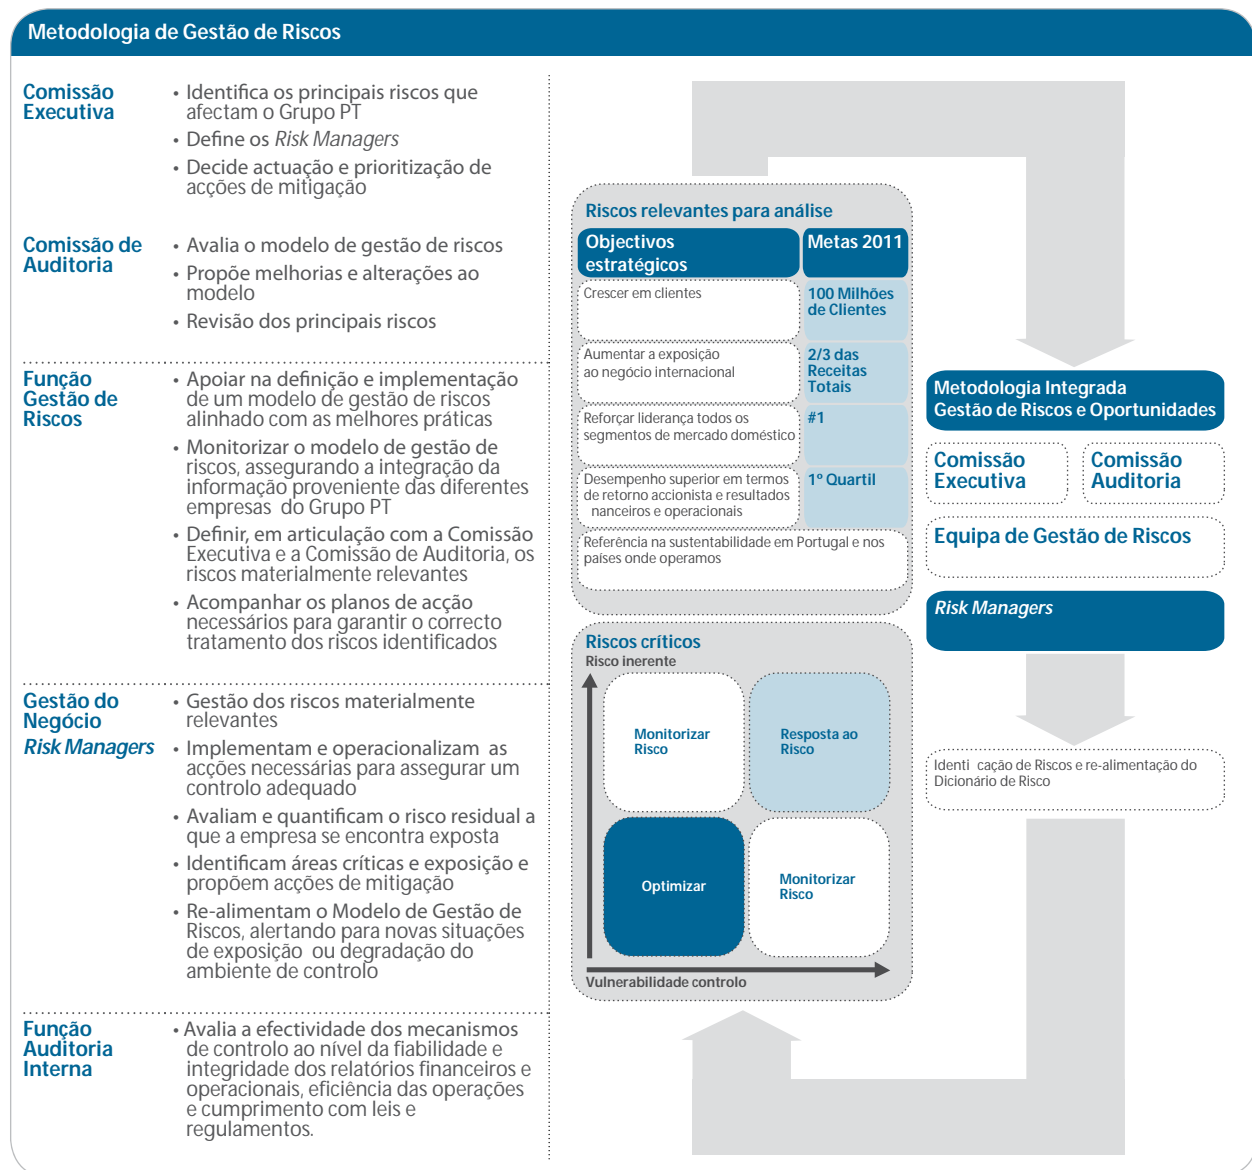 Metodologia de Gestão de Riscos
Comissão
Executiva
• Identifica os principais riscos que
afectam o Grupo PT
• Define os Risk Managers
• Decide actuação e prioritização de
acções de mitigação
Comissão de
Auditoria
• Avalia o modelo de gestão de riscos
• Propõe melhorias e alterações ao
modelo
• Revisão dos principais riscos
Função
Gestão de
Riscos
• Apoiar na definição e implementação
de um modelo de gestão de riscos
alinhado com as melhores práticas
• Monitorizar o modelo de gestão de
riscos, assegurando a integração da
informação proveniente das diferentes
empresas do Grupo PT
• Definir, em articulação com a Comissão
Executiva e a Comissão de Auditoria, os
riscos materialmente relevantes
• Acompanhar os planos de acção
necessários para garantir o correcto
tratamento dos riscos identificados
Gestão do
Negócio
Risk Managers
• Gestão dos riscos materialmente
relevantes
• Implementam e operacionalizam as
acções necessárias para assegurar um
controlo adequado
• Avaliam e quantificam o risco residual a
que a empresa se encontra exposta
• Identificam áreas críticas e exposição e
propõem acções de mitigação
• Re-alimentam o Modelo de Gestão de
Riscos, alertando para novas situações
de exposição ou degradação do
ambiente de controlo
Função
Auditoria
Interna
• Avalia a efectividade dos mecanismos
de controlo ao nível da fiabilidade e
integridade dos relatórios financeiros e
operacionais, eficiência das operações
e cumprimento com leis e
regulamentos.
Riscos relevantes para análise
Objectivos
estratégicos
Metas 2011
Crescer em clientes
100 Milhões
de Clientes
Aumentar a exposição
ao negócio internacional
2/3 das
Receitas
Totais
Reforçar liderança todos os
segmentos de mercado doméstico
#1
Desempenho superior em termos
de retorno accionista e resultados
nanceiros e operacionais
1º Quartil
Referência na sustentabilidade em Portugal e nos
países onde operamos
Riscos críticos
Risco inerente
Monitorizar
Risco
Resposta ao
Risco
Optimizar
Monitorizar
Risco
Vulnerabilidade controlo
Metodologia Integrada
Gestão de Riscos e Oportunidades
Comissão
Executiva
Comissão
Auditoria
Equipa de Gestão de Riscos
Risk Managers
Identi cação de Riscos e re-alimentação do
Dicionário de Risco